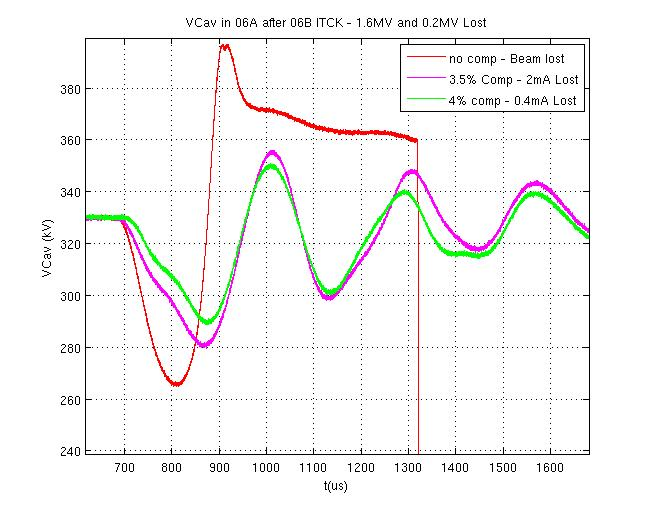 VCav in 06A after 06B ITCK - 1.6MV and 0.2MV Lost
no comp - Beam lost
3.5% Comp - 2mA Lost
4% comp - 0.4mA Lost
VCav (kV)
380
360
340
320
300
280
260
240
700 800 900 1000 1100 1200 1300 1400 1500 1600
t(us)